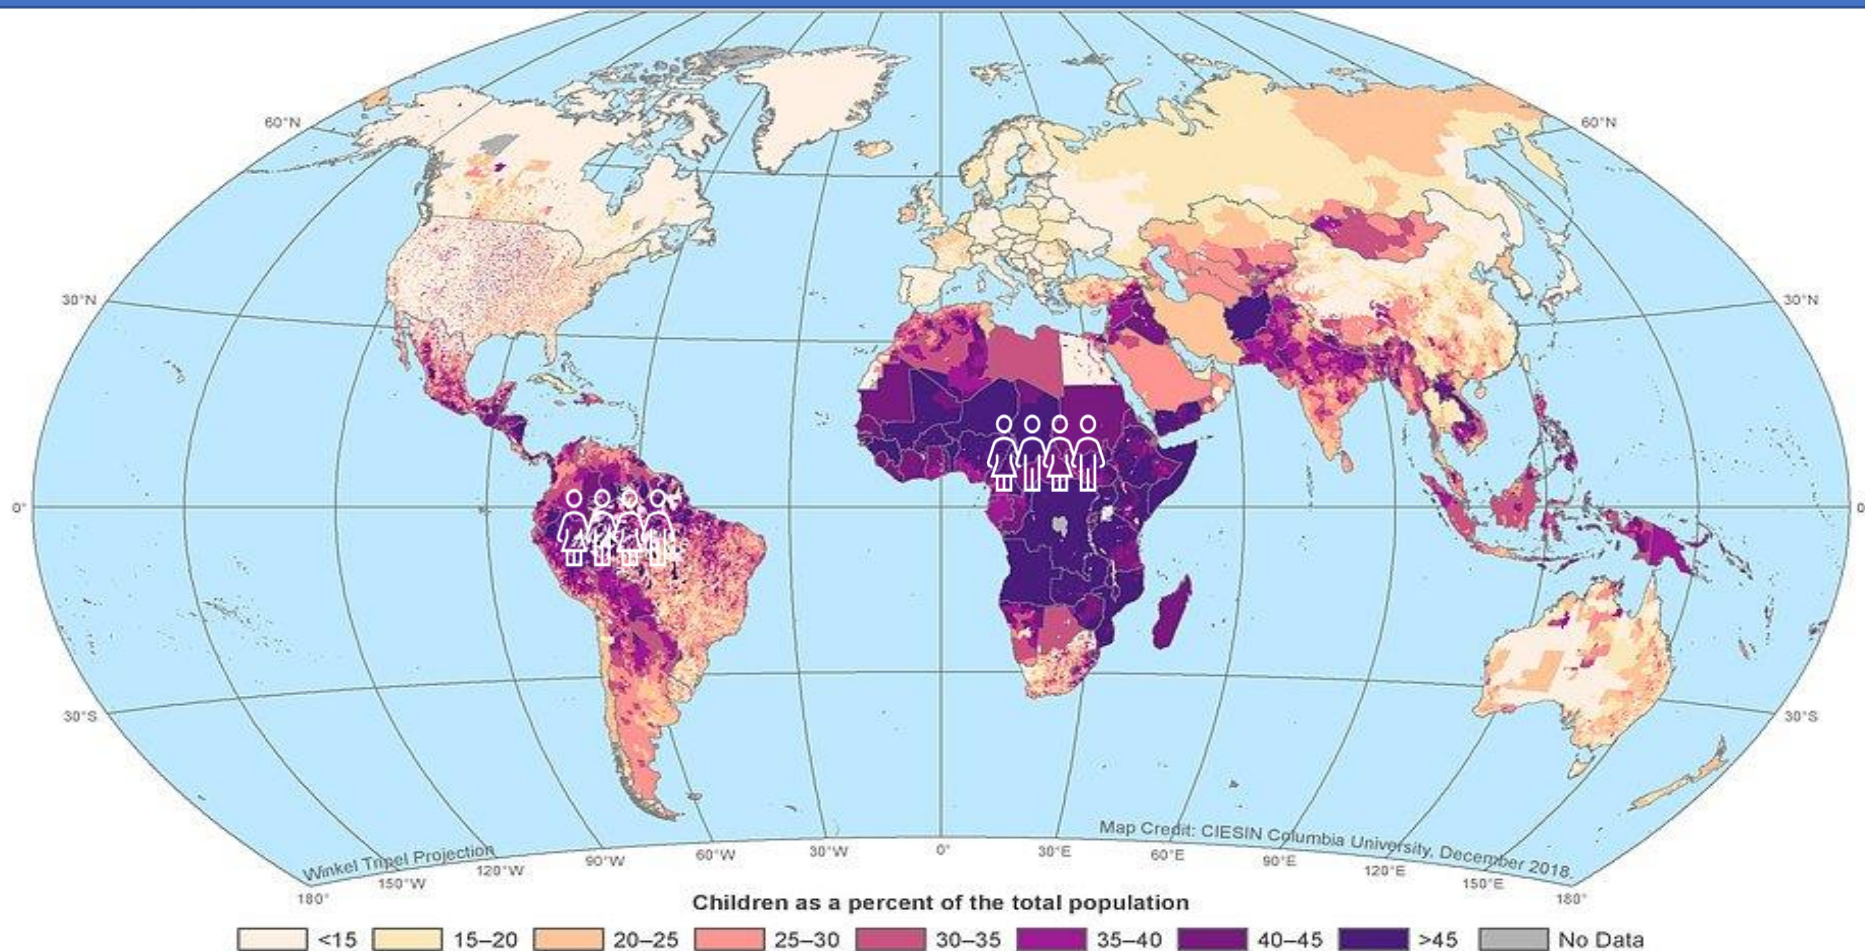 60°N
60°N
30°N
30°N
0°
0
30°S
30°S
Map Credit: CIESIN Columbia University, December 2018.
Winkel Tripel Projection
180°
150°W
120°W
90°W
60°W
30°W
0°
30°E
60°E
90°E
120°E
150°E
180°
Children as a percent of the total population
<15
15–20
20–25
25–30
30–35
35–40
40–45
>45
No Data